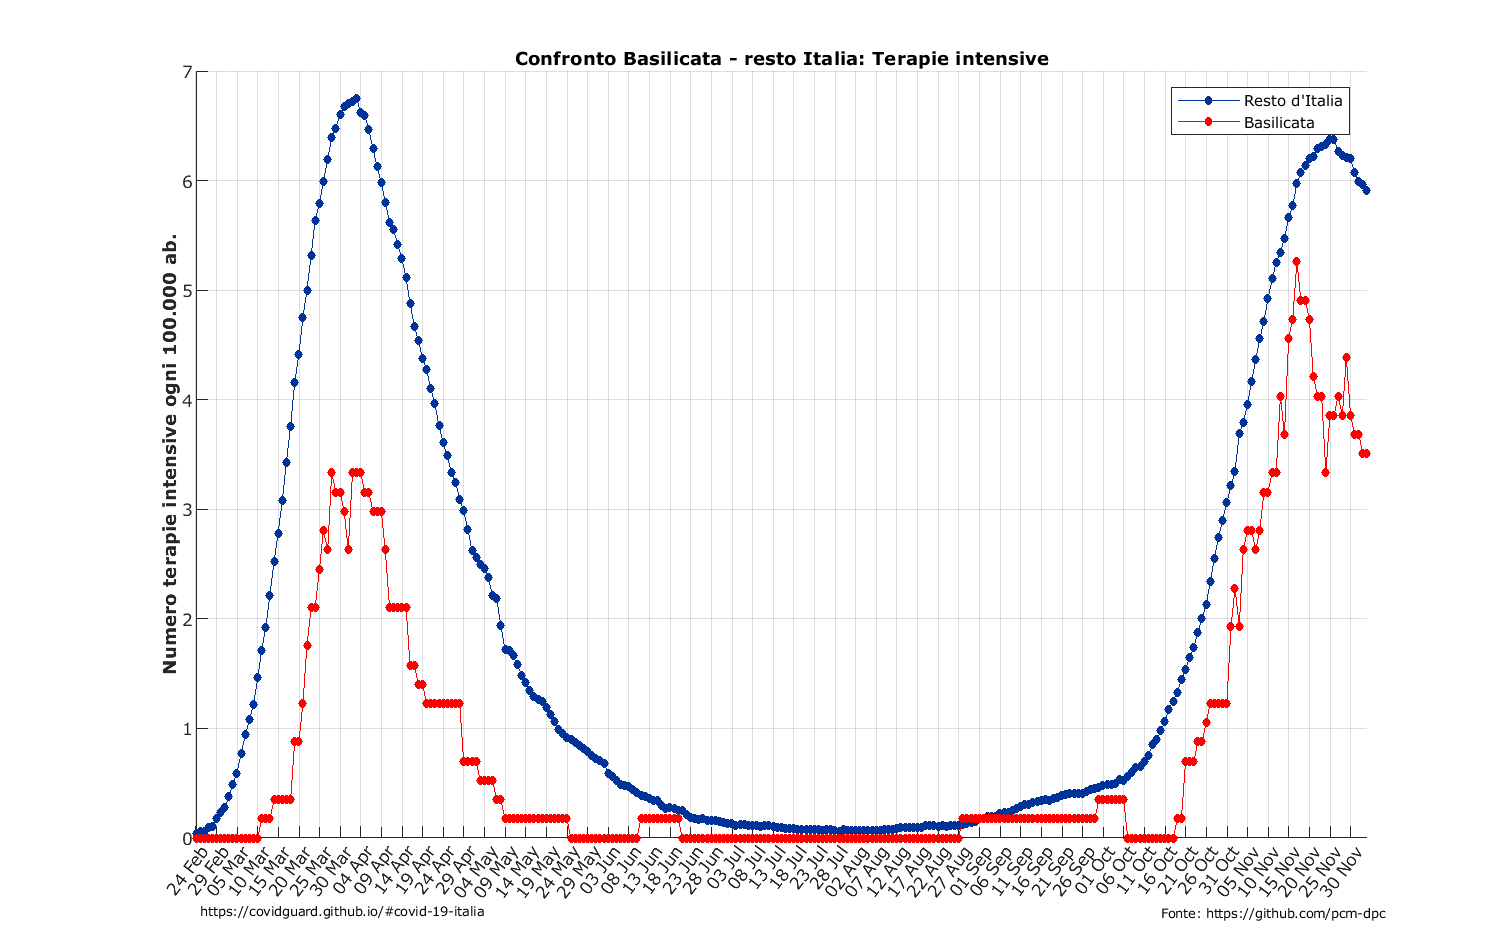 Confronto Basilicata - resto Italia: Terapie intensive
Resto d'Italia
Basilicata
Numero terapie intensive ogni 100.000 ab.
7
6
5
4
3
2
1
0
24 Feb
29 Feb
05 Mar
10 Mar
15 Mar
20 Mar
25 Mar
30 Mar
04 Apr
09 Apr
14 Apr
19 Apr
24 Apr
29 Apr
04 May
09 May
14 May
19 May
24 May
29 May
03 Jun
08 Jun
13 Jun
18 Jun
23 Jun
28 Jun
03 Jul
08 Jul
13 Jul
18 Jul
23 Jul
28 Jul
02 Aug
07 Aug
12 Aug
17 Aug
22 Aug
27 Aug
01 Sep
06 Sep
11 Sep
16 Sep
21 Sep
26 Sep
01 Oct
06 Oct
11 Oct
16 Oct
21 Oct
26 Oct
31 Oct
05 Nov
10 Nov
15 Nov
20 Nov
25 Nov
30 Nov
https://covidguard.github.io/#covid-19-italia
Fonte: https://github.com/pcm-dpc